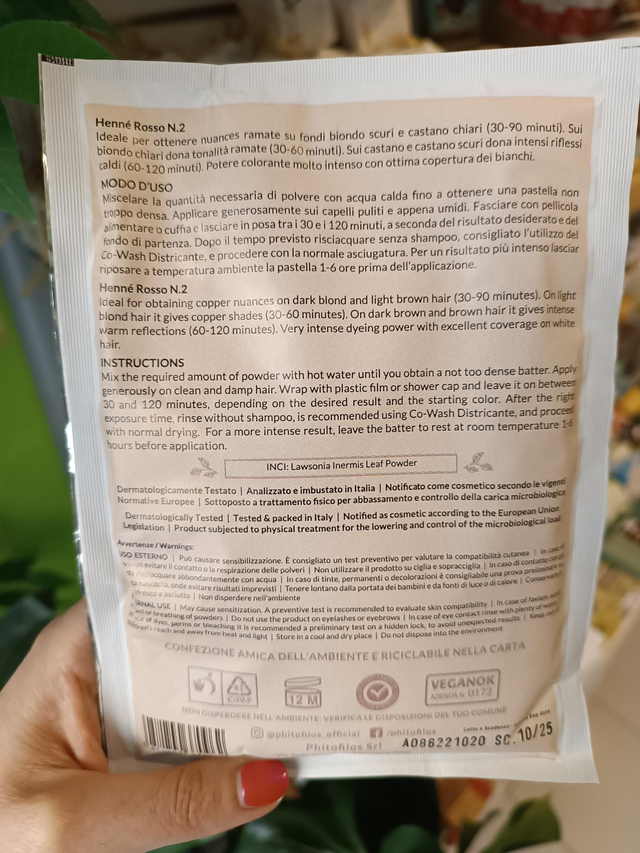 Henné Rosso N.2
Ideale per ottenere nuances ramate su fondi biondo scuri e castano chiari (30-90 minuti). Sui
biondo chiari dona tonalità ramate (30-60 minuti). Sui castano e castano scuri dona intensi riflessi
caldi (60-120 minuti). Potere colorante molto intenso con ottima copertura dei bianchi.
MODO D'USO
Miscelare la quantità necessaria di polvere con acqua calda fino a ottenere una pastella non
troppo densa. Applicare generosamente sui capelli puliti e appena umidi. Fasciare con pellicola
alimentare o cuffia e lasciare in posa tra i 30 e i 120 minuti, a seconda del risultato desiderato e del
fondo di partenza. Dopo il tempo previsto risciacquare senza shampoo, consigliato l'utilizzo del
Co-Wash Districante, e procedere con la normale asciugatura. Per un risultato più intenso lasciar
riposare a temperatura ambiente la pastella 1-6 ore prima dell'applicazione.
Henné Rosso N.2
Ideal for obtaining copper nuances on dark blond and light brown hair (30-90 minutes). On light
blond hair it gives copper shades (30-60 minutes). On dark brown and brown hair it gives intense
warm reflections (60-120 minutes). Very intense dyeing power with excellent coverage on white
hair.
INSTRUCTIONS
Mix the required amount of powder with hot water until you obtain a not too dense batter. Apply
generously on clean and damp hair. Wrap with plastic film or shower cap and leave it on between
30 and 120 minutes, depending on the desired result and the starting color. After the right
exposure time, rinse without shampoo, is recommended using Co-Wash Districante, and proceed
with normal drying. For a more intense result, leave the batter to rest at room temperature 1-6
hours before application.
INCI: Lawsonia Inermis Leaf Powder
Dermatologicamente Testato | Analizzato e imbustato in Italia | Notificato come cosmetico secondo le vigenti
Normative Europee | Sottoposto a trattamento fisico per abbassamento e controllo della carica microbiologica
Dermatologically Tested | Tested & packed in Italy | Notified as cosmetic according to the European Union
Legislation | Product subjected to physical treatment for the lowering and control of the microbiological load
Avvertenze / Warnings:
USO ESTERNO | Può causare sensibilizzazione. È consigliato un test preventivo per valutare la compatibilità cutanea. | In caso di
evitare il contatto o la respirazione delle polveri | Non utilizzare il prodotto su ciglia e sopracciglia | In caso di contatto con
risciacquare abbondantemente con acqua | In caso di tinte, permanenti o decolorazioni è consigliabile una prova preliminare
nascosta, onde evitare risultati imprevisti | Tenere lontano dalla portata dei bambini e da fonti di luce o di calore | Conservare
fresco e asciutto | Non disperdere nell'ambiente
USE | May cause sensitization. A preventive test is recommended to evaluate skin compatibility | In case of
or breathing of powders | Do not use the product on eyelashes or eyebrows | In case of eye contact rinse with plenty of water
of dyes, perms or bleaching it is recommended a preliminary test on a hidden lock, to avoid unexpected results | Keep out
reach and away from heat and light | Store in a cool and dry place | Do not dispose into the environment
CONFEZIONE AMICA DELL'AMBIENTE E RICICLABILE NELLA CARTA
C/PAP
12 M
VEGANOK
AZIENDA N. 0172
NON DISPERDERE NELL'AMBIENTE. VERIFICA LE DISPOSIZIONI DEL TUO COMUNE
@phitofilos_official /phitofilos
Phitofilos Srl
A086221020 SC.10/25